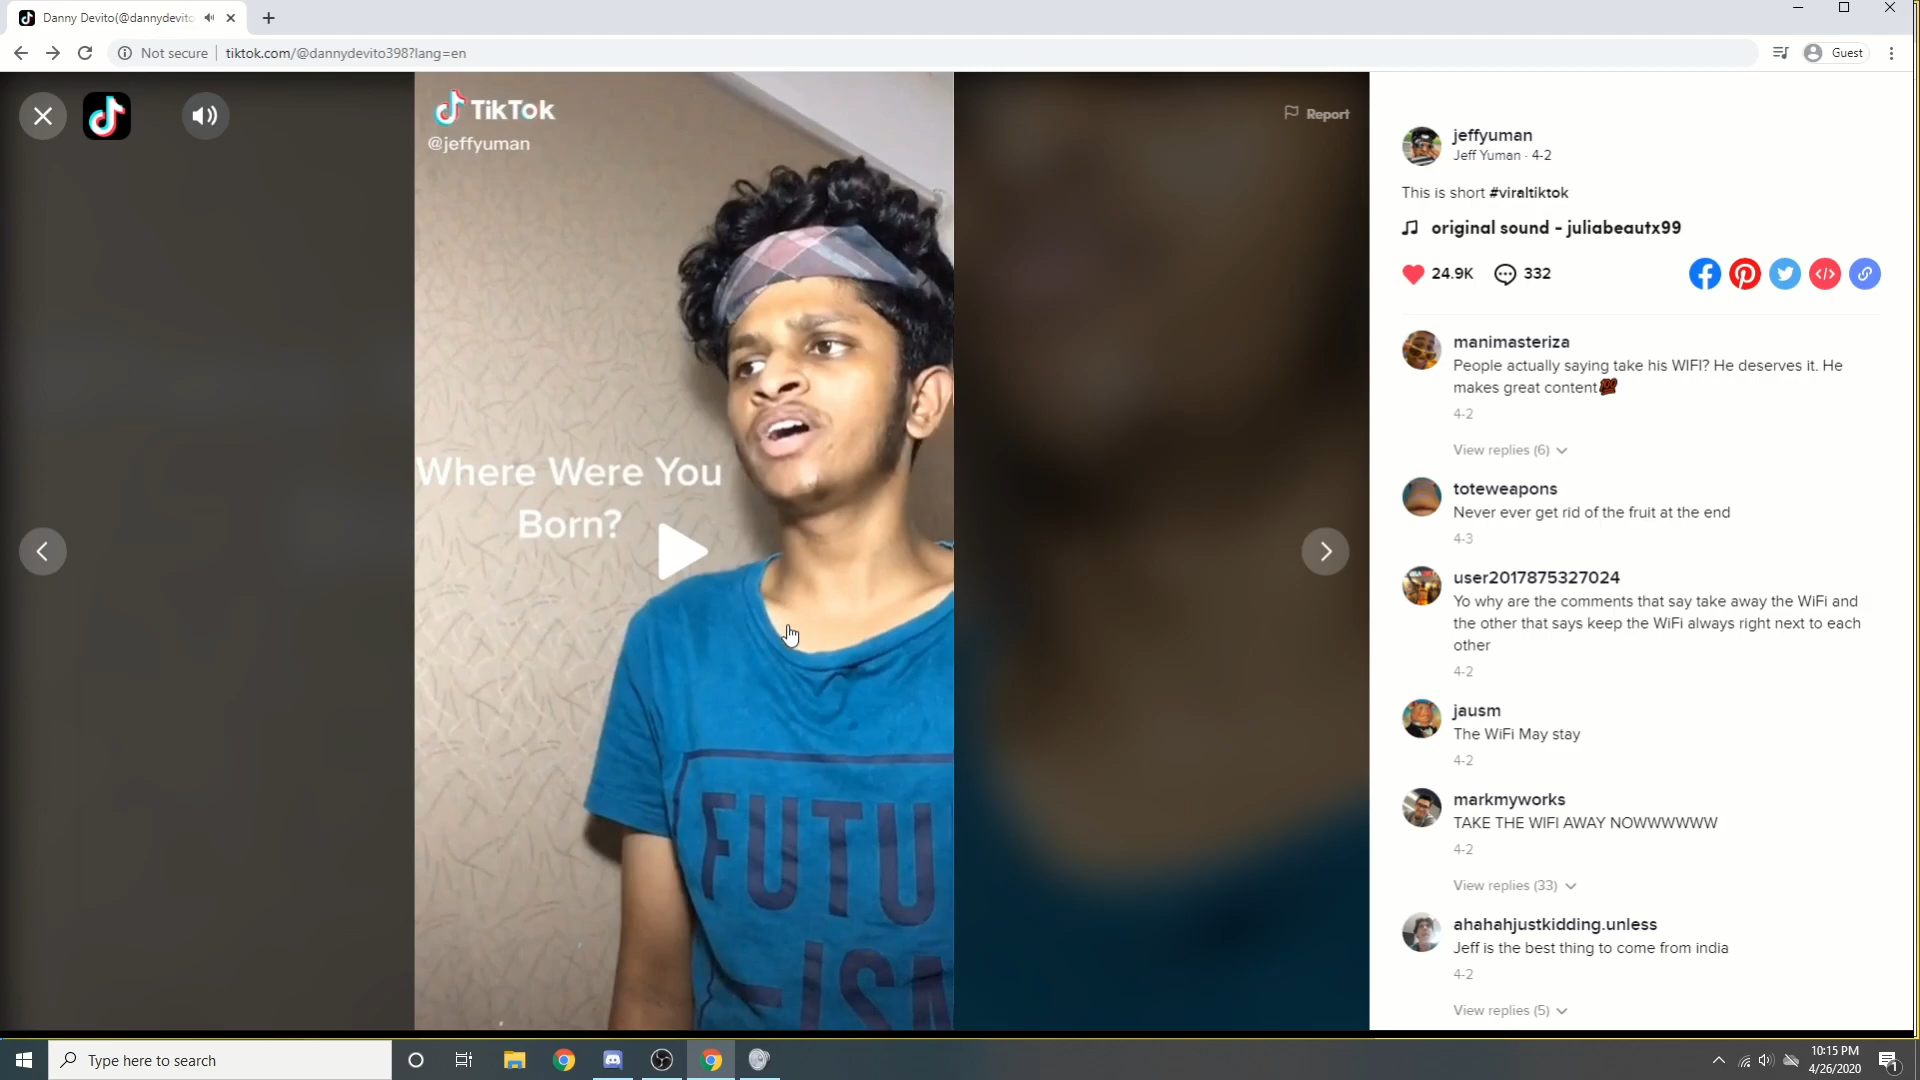 Danny Devito(@dannydevito
Not secure
tiktok.com/@dannydevito398?lang=en
Guest
TikTok
@jeffyuman
Report
Where Were You
Born?
FUTU
ISM
jeffyuman
Jeff Yuman · 4-2
This is short #viraltiktok
original sound - juliabeautx99
24.9K
332
manimasteriza
People actually saying take his WIFI? He deserves it. He
makes great content💯
4-2
View replies (6)
toteweapons
Never ever get rid of the fruit at the end
4-3
user2017875327024
Yo why are the comments that say take away the WiFi and
the other that says keep the WiFi always right next to each
other
4-2
jausm
The WiFi May stay
4-2
markmyworks
TAKE THE WIFI AWAY NOWWWWWW
4-2
View replies (33)
ahahahjustkidding.unless
Jeff is the best thing to come from india
4-2
View replies (5)
Type here to search
10:15 PM
4/26/2020
1